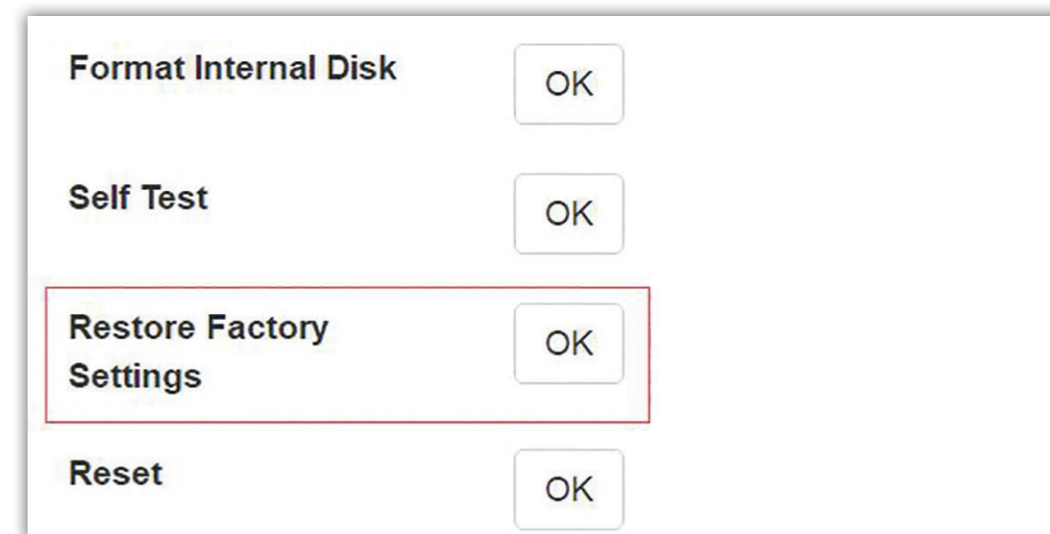 Format Internal Disk
OK
Self Test
OK
Restore Factory
Settings
OK
Reset
OK